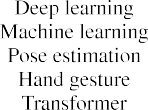 Deep learning
Machine learning
Pose estimation
Hand gesture
Transformer